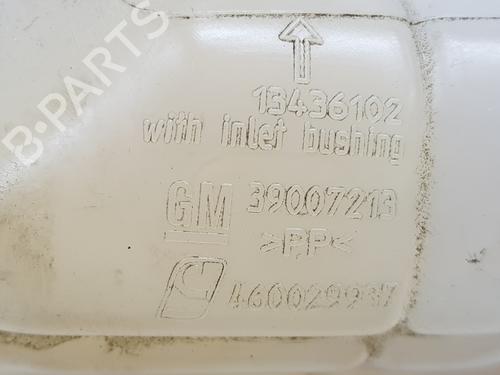 B-PARTS
13436102
with inlet bushing
GM 39007213
>PP<
460029937